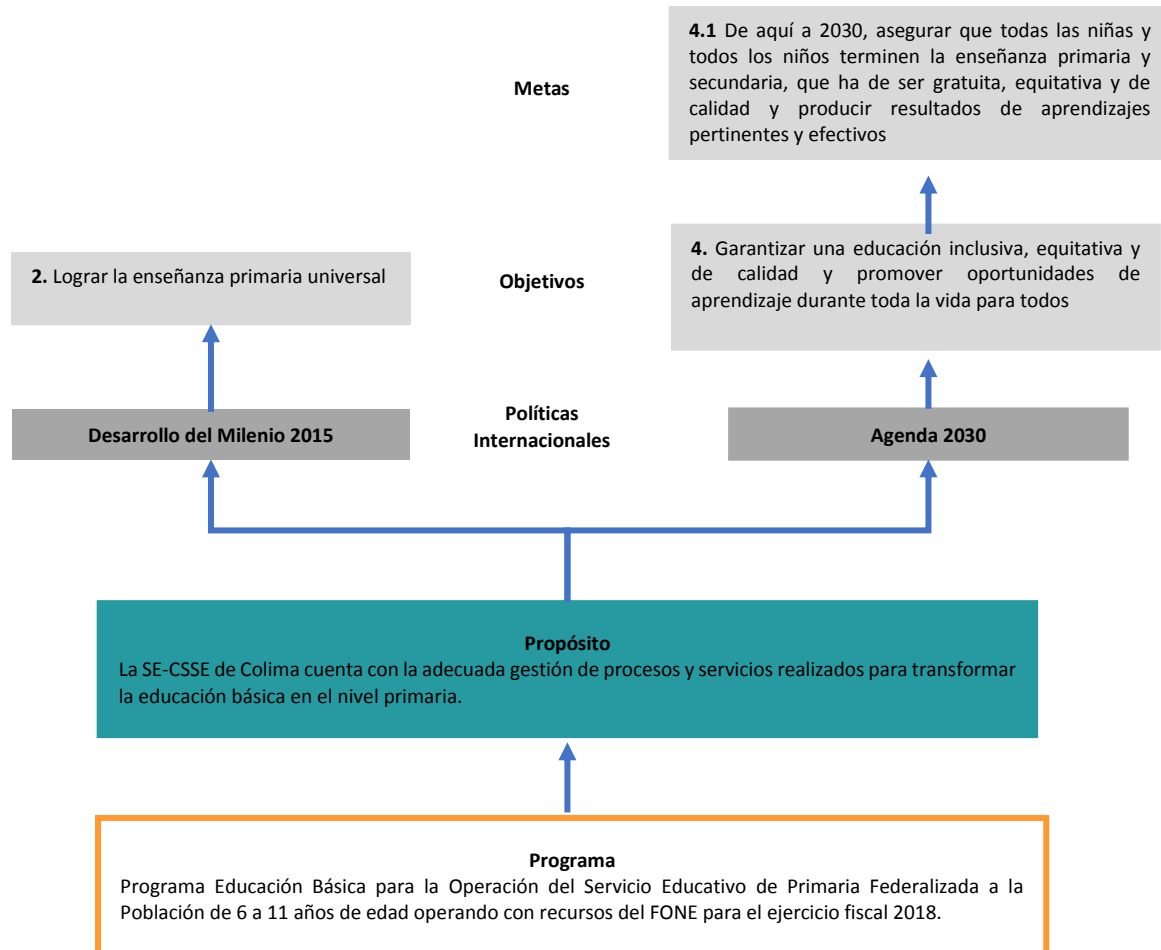 4.1 De aquí a 2030, asegurar que todas las niñas y
todos los niños terminen la enseñanza primaria y
secundaria, que ha de ser gratuita, equitativa y de
calidad y producir resultados de aprendizajes
pertinentes y efectivos
Metas
2. Lograr la enseñanza primaria universal
Objetivos
4. Garantizar una educación inclusiva, equitativa y
de calidad y promover oportunidades de
aprendizaje durante toda la vida para todos
Desarrollo del Milenio 2015
Políticas
Internacionales
Agenda 2030
Propósito
La SE-CSSE de Colima cuenta con la adecuada gestión de procesos y servicios realizados para transformar
la educación básica en el nivel primaria.
Programa
Programa Educación Básica para la Operación del Servicio Educativo de Primaria Federalizada a la
Población de 6 a 11 años de edad operando con recursos del FONE para el ejercicio fiscal 2018.